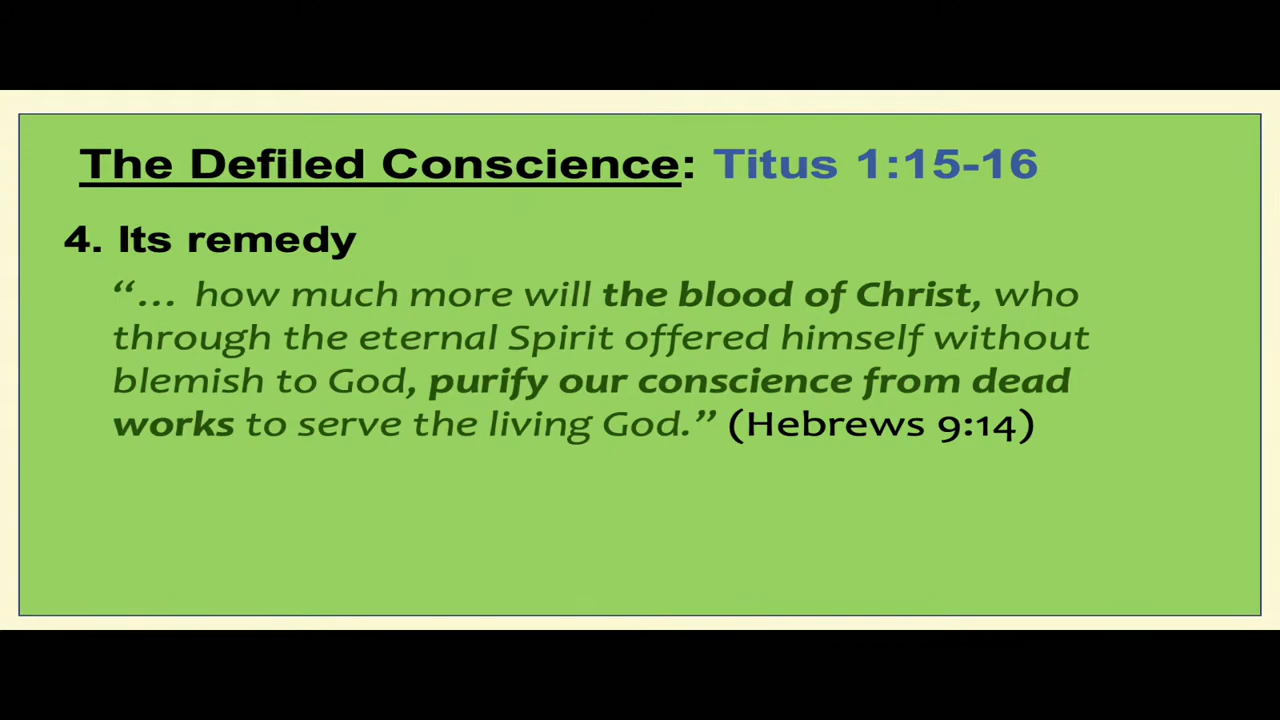 The Defiled Conscience: Titus 1:15-16
4. Its remedy
“… how much more will the blood of Christ, who
through the eternal Spirit offered himself without
blemish to God, purify our conscience from dead
works to serve the living God.” (Hebrews 9:14)